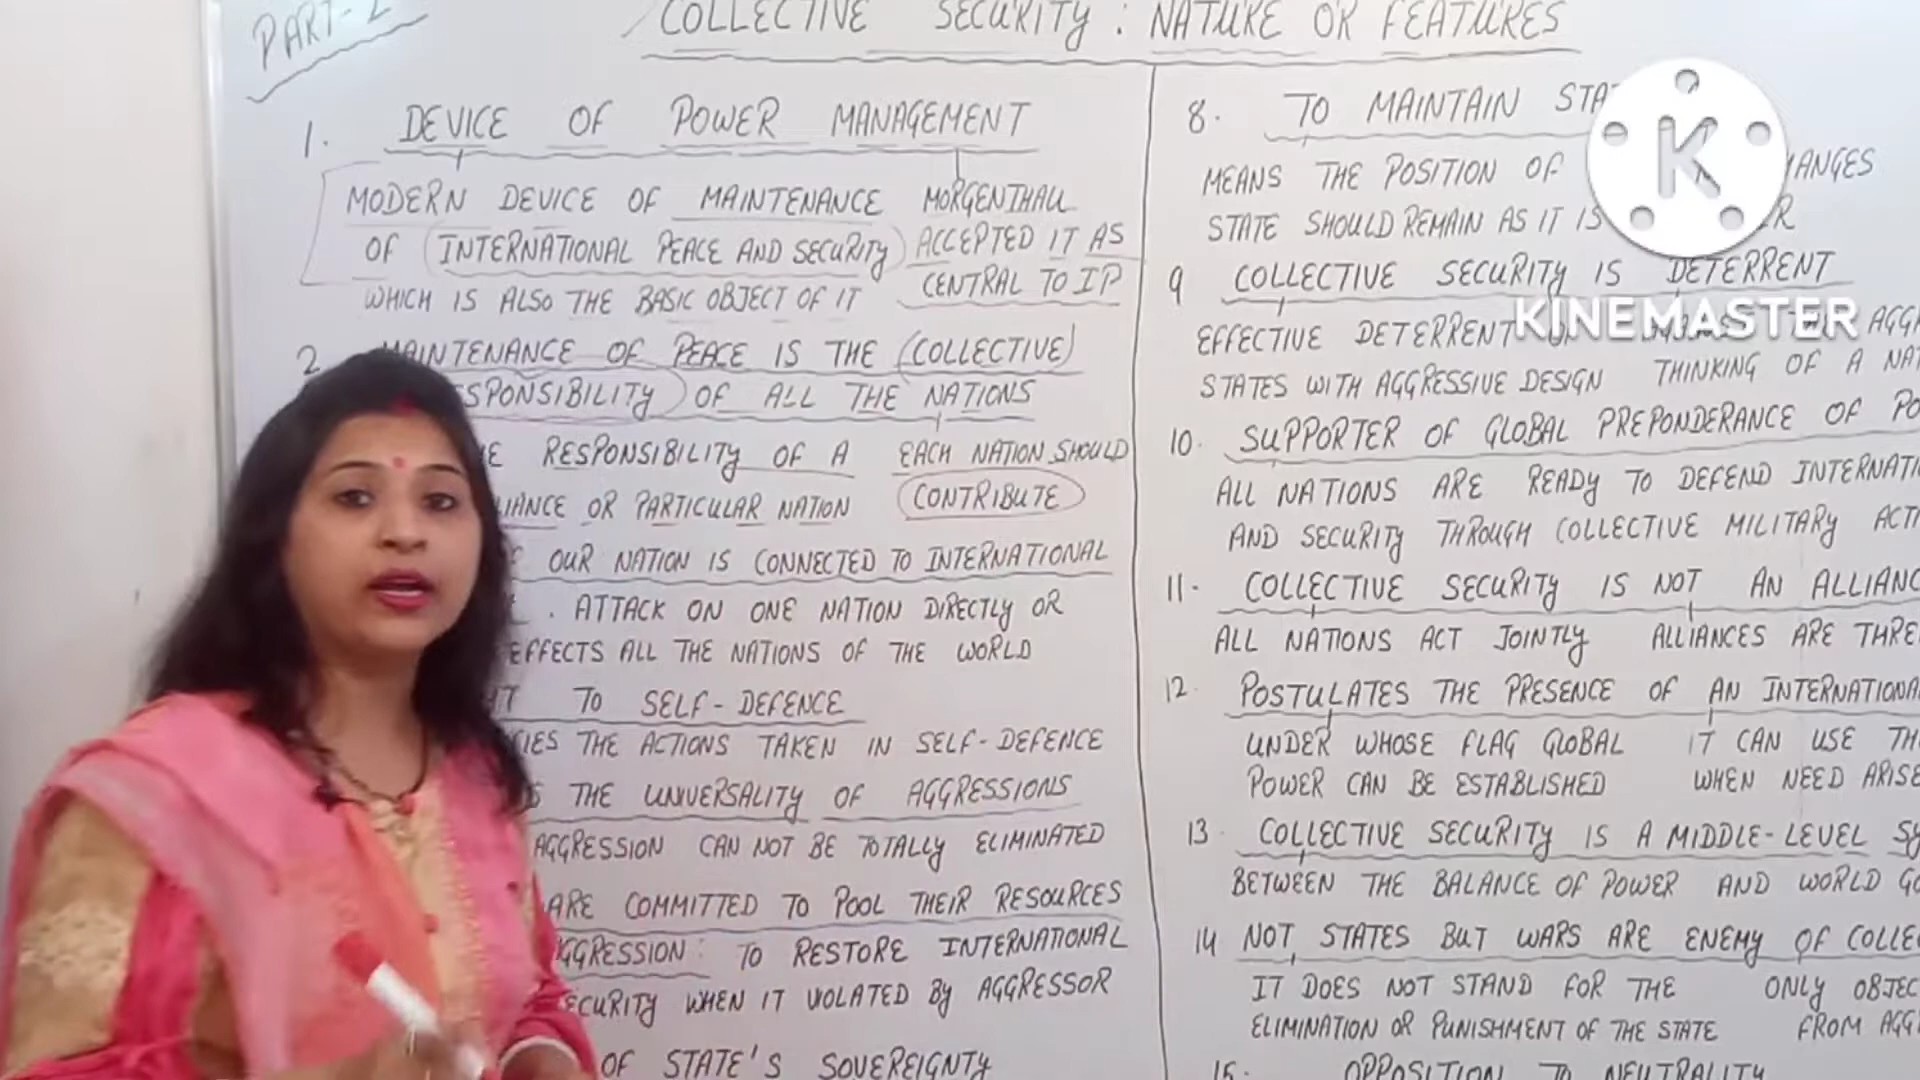 PART-2
COLLECTIVE SECURITY : NATURE OR FEATURES
1. DEVICE OF POWER MANAGEMENT
MODERN DEVICE OF MAINTENANCE
OF INTERNATIONAL PEACE AND SECURITY
WHICH IS ALSO THE BASIC OBJECT OF IT
MORGENTHAU
ACCEPTED IT AS
CENTRAL TO IP
2. MAINTENANCE OF PEACE IS THE (COLLECTIVE)
RESPONSIBILITY OF ALL THE NATIONS
RESPONSIBILITY OF A
OR PARTICULAR NATION
EACH NATION SHOULD
CONTRIBUTE
OUR NATION IS CONNECTED TO INTERNATIONAL
. ATTACK ON ONE NATION DIRECTLY OR
EFFECTS ALL THE NATIONS OF THE WORLD
TO SELF-DEFENCE
THE ACTIONS TAKEN IN SELF-DEFENCE
THE UNIVERSALITY OF AGGRESSIONS
AGGRESSION CAN NOT BE TOTALLY ELIMINATED
ARE COMMITTED TO POOL THEIR RESOURCES
AGGRESSION : TO RESTORE INTERNATIONAL
SECURITY WHEN IT VIOLATED BY AGGRESSOR
OF STATE'S SOVEREIGNTY
8. TO MAINTAIN
MEANS THE POSITION OF
STATE SHOULD REMAIN AS IT IS
9 COLLECTIVE SECURITY IS DETERRENT
EFFECTIVE DETERRENT
STATES WITH AGGRESSIVE DESIGN
THINKING OF A
10. SUPPORTER OF GLOBAL PREPONDERANCE OF
ALL NATIONS ARE READY TO DEFEND
AND SECURITY THROUGH COLLECTIVE MILITARY
11. COLLECTIVE SECURITY IS NOT AN
ALL NATIONS ACT JOINTLY
ALLIANCES ARE
12. POSTULATES THE PRESENCE OF AN
UNDER WHOSE FLAG GLOBAL
POWER CAN BE ESTABLISHED
IT CAN USE
WHEN NEED
13 COLLECTIVE SECURITY IS A MIDDLE-LEVEL
BETWEEN THE BALANCE OF POWER AND WORLD
14 NOT STATES BUT WARS ARE ENEMY OF
IT DOES NOT STAND FOR THE
ELIMINATION OR PUNISHMENT OF THE STATE
ONLY
FROM
15. OPPOSITION TO NEUTRALITY
K
KINEMASTER